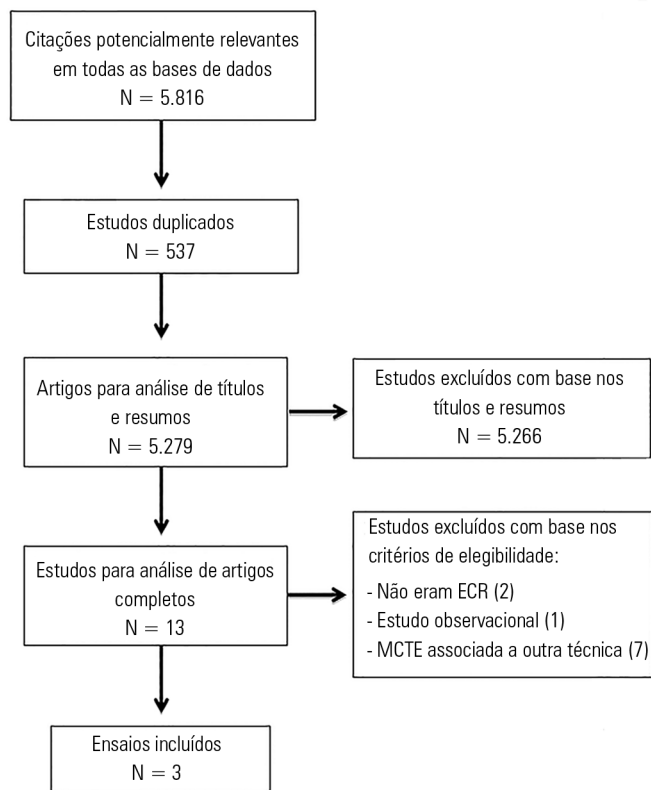 Citações potencialmente relevantes
em todas as bases de dados
N = 5.816
Estudos duplicados
N = 537
Artigos para análise de títulos
e resumos
N = 5.279
Estudos excluídos com base nos
títulos e resumos
N = 5.266
Estudos para análise de artigos
completos
N = 13
Estudos excluídos com base nos
critérios de elegibilidade:
- Não eram ECR (2)
- Estudo observacional (1)
- MCTE associada a outra técnica (7)
Ensaios incluídos
N = 3